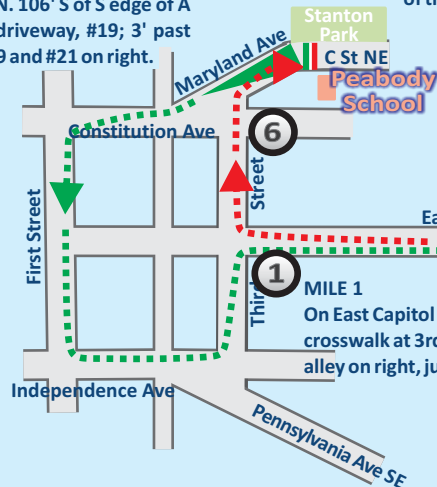 N. 106' S of S edge of A
driveway, #19; 3' past
9 and #21 on right.
Stanton
Park
C St NE
Peabody
School
Maryland Ave
Constitution Ave
6
First Street
Third
Street
1
MILE 1
On East Capitol
crosswalk at 3rd
alley on right, ju
Independence Ave
Pennsylvania Ave SE